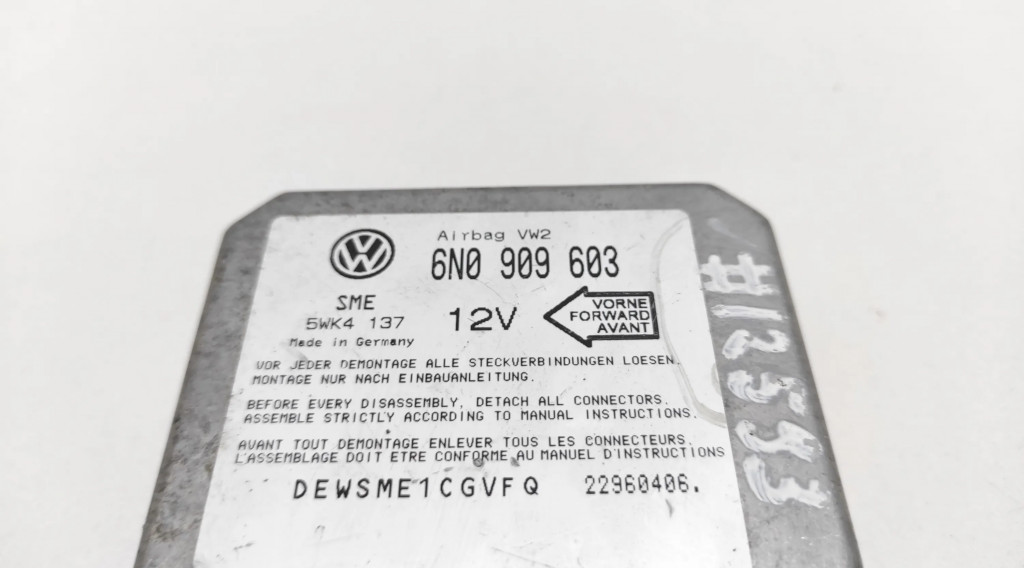 Airbag VW2
6N0 909 603
SME
5WK4 137
12V
VORNE
FORWARD
AVANT
Made in Germany
VOR JEDER DEMONTAGE ALLE STECKVERBINDUNGEN LOESEN.
MONTAGE NUR NACH EINBAUANLEITUNG.
BEFORE EVERY DISASSEMBLY, DETACH ALL CONNECTORS.
ASSEMBLE STRICTLY ACCORDING TO MANUAL INSTRUCTIONS.
AVANT TOUT DEMONTAGE ENLEVER TOUS LES CONNECTEURS.
L'ASSEMBLAGE DOIT ETRE CONFORME AU MANUEL D'INSTRUCTIONS
DEWSME1CGVFQ 22960406.